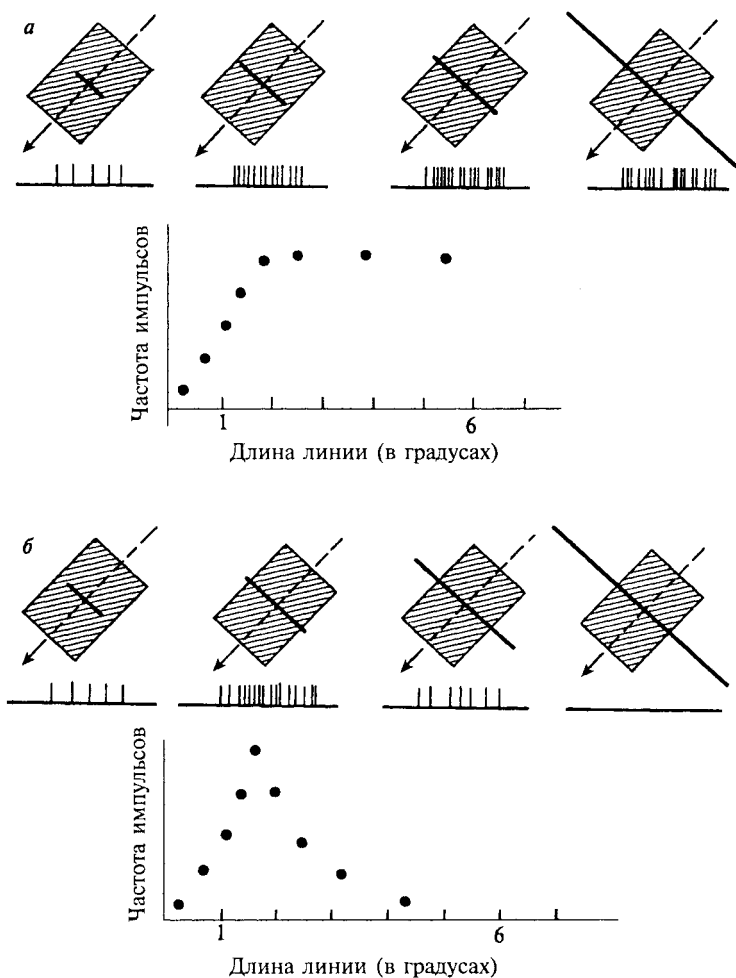 а
Частота импульсов
1 6
Длина линии (в градусах)
б
Частота импульсов
1 6
Длина линии (в градусах)